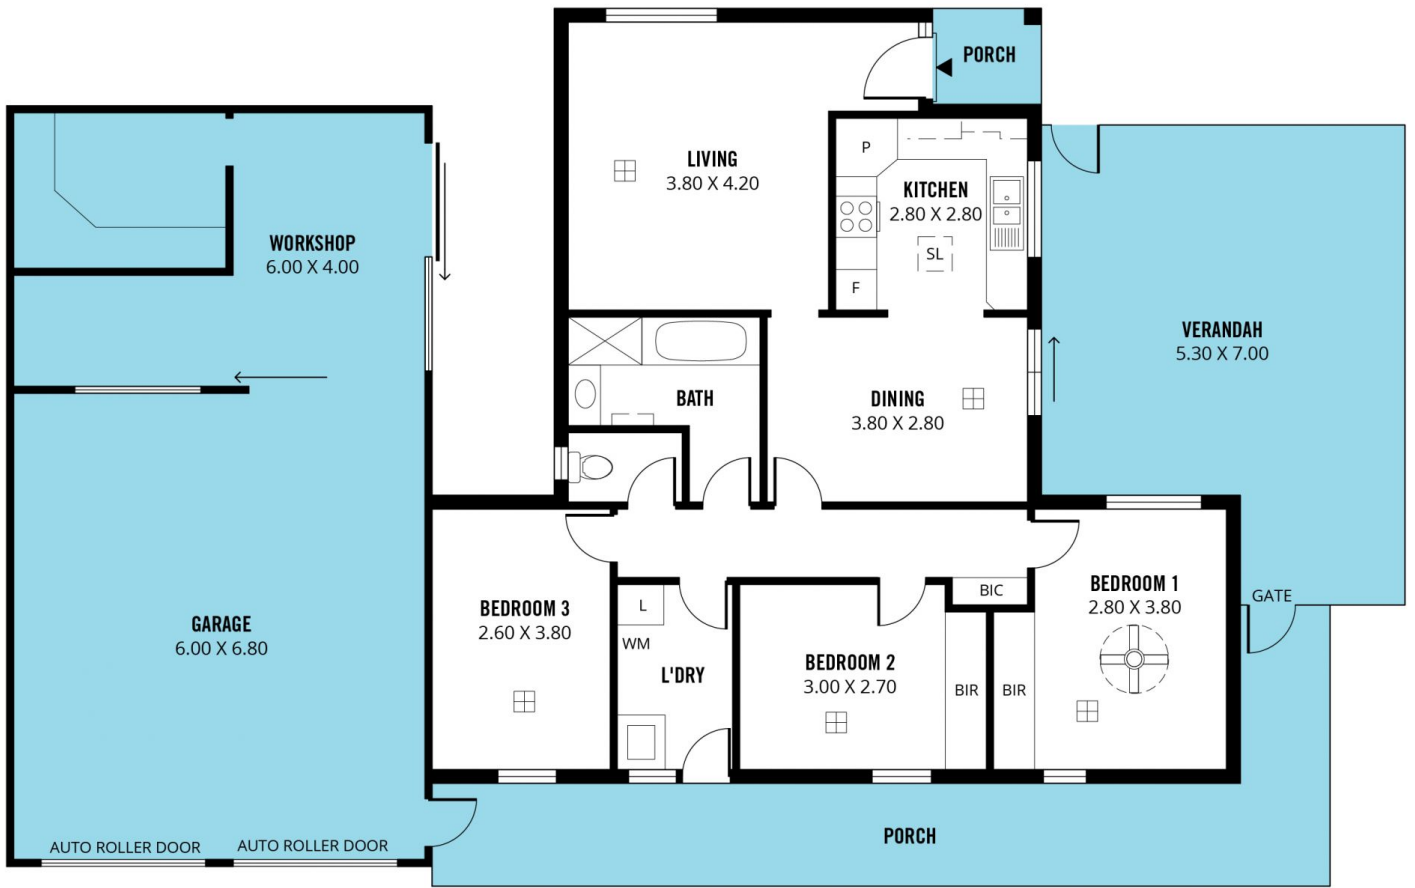 PORCH
LIVING
3.80 X 4.20
P
KITCHEN
2.80 X 2.80
SL
F
WORKSHOP
6.00 X 4.00
VERANDAH
5.30 X 7.00
BATH
DINING
3.80 X 2.80
GARAGE
6.00 X 6.80
BEDROOM 3
2.60 X 3.80
L
WM
L'DRY
BEDROOM 2
3.00 X 2.70
BIR
BIR
BIC
BEDROOM 1
2.80 X 3.80
GATE
AUTO ROLLER DOOR
AUTO ROLLER DOOR
PORCH